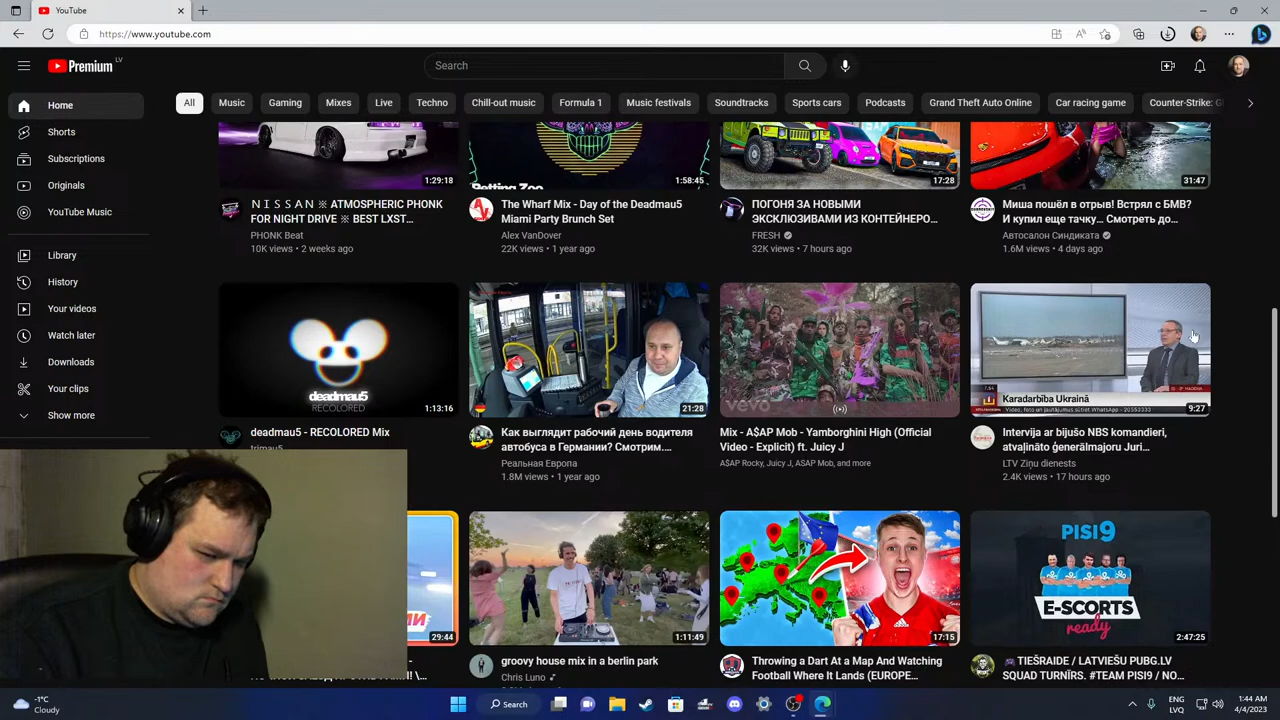 YouTube
https://www.youtube.com
Premium LV
Search
All Music Gaming Mixes Live Techno Chill-out music Formula 1 Music festivals Soundtracks Sports cars Podcasts Grand Theft Auto Online Car racing game
Home
Shorts
Subscriptions
Originals
YouTube Music
Library
History
Your videos
Watch later
Downloads
Your clips
Show more
1:29:18
1:58:45
17:28
31:47
ＮＩＳＳＡＮ ※ ATMOSPHERIC PHONK
FOR NIGHT DRIVE ※ BEST LXST...
PHONK Beat
10K views • 2 weeks ago
The Wharf Mix - Day of the Deadmau5
Miami Party Brunch Set
Alex VanDover
22K views • 1 year ago
ПОГОНЯ ЗА НОВЫМИ
ЭКСКЛЮЗИВАМИ ИЗ КОНТЕЙНЕРО...
FRESH
32K views • 7 hours ago
Миша пошёл в отрыв! Встрял с БМВ?
И купил еще тачку... Смотреть до...
Автосалон Синдиката
1.6M views • 4 days ago
deadmau5
RECOLORED
1:13:16
21:28
vevo
Karadarbība Ukrainā
9:27
deadmau5 - RECOLORED Mix
Как выглядит рабочий день водителя
автобуса в Германии? Смотрим....
Реальная Европа
1.8M views • 1 year ago
Mix - A$AP Mob - Yamborghini High (Official
Video - Explicit) ft. Juicy J
A$AP Rocky, Juicy J, ASAP Mob, and more
Intervija ar bijušo NBS komandieri,
atvaļināto ģenerālmajoru Juri...
LTV Ziņu dienests
2.4K views • 17 hours ago
29:44
1:11:49
17:15
PISI9
E-SCORTS
ready
2:47:25
groovy house mix in a berlin park
Chris Luno
Throwing a Dart At a Map And Watching
Football Where It Lands (EUROPE...
TIEŠRAIDE / LATVIEŠU PUBG.LV
SQUAD TURNĪRS. #TEAM PISI9 / NO...
-1°C
Cloudy
Search
ENG
LVQ
1:44 AM
4/4/2023